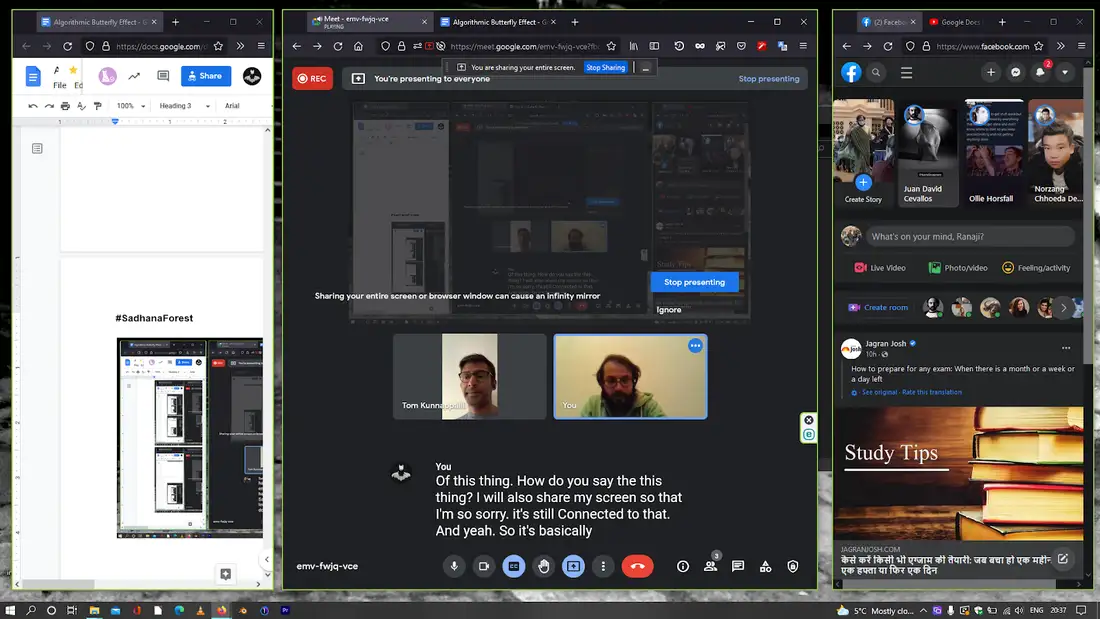 Algorithmic Butterfly Effect - G
https://docs.google.com
File
Share
100%
Heading 3
Arial
#SadhanaForest
Meet - emv-fwjq-vce
PLAYING
Algorithmic Butterfly Effect - Go
https://meet.google.com/emv-fwjq-vce?
You are sharing your entire screen.
Stop Sharing
REC
You're presenting to everyone
Stop presenting
Stop presenting
Sharing your entire screen or browser window can cause an infinity mirror
Ignore
You
You
Of this thing. How do you say the this
thing? I will also share my screen so that
I'm so sorry. it's still Connected to that.
And yeah. So it's basically
emv-fwjq-vce
3
(2) Facebook
Google Docs
https://www.facebook.com
2
Create Story
Juan David
Cevallos
Ollie Horsfall
Norzang
Chhoeda De...
What's on your mind, Ranaji?
Live Video
Photo/video
Feeling/activity
Create room
Jagran Josh
10h
How to prepare for any exam: When there is a month or a week or
a day left
See original · Rate this translation
Study Tips
JAGRANJOSH.COM
कैसे करें किसी भी एग्जाम की तैयारी: जब बचा हो एक महीने
एक हफ्ता या फिर एक दिन
5°C Mostly clo...
ENG
20:37